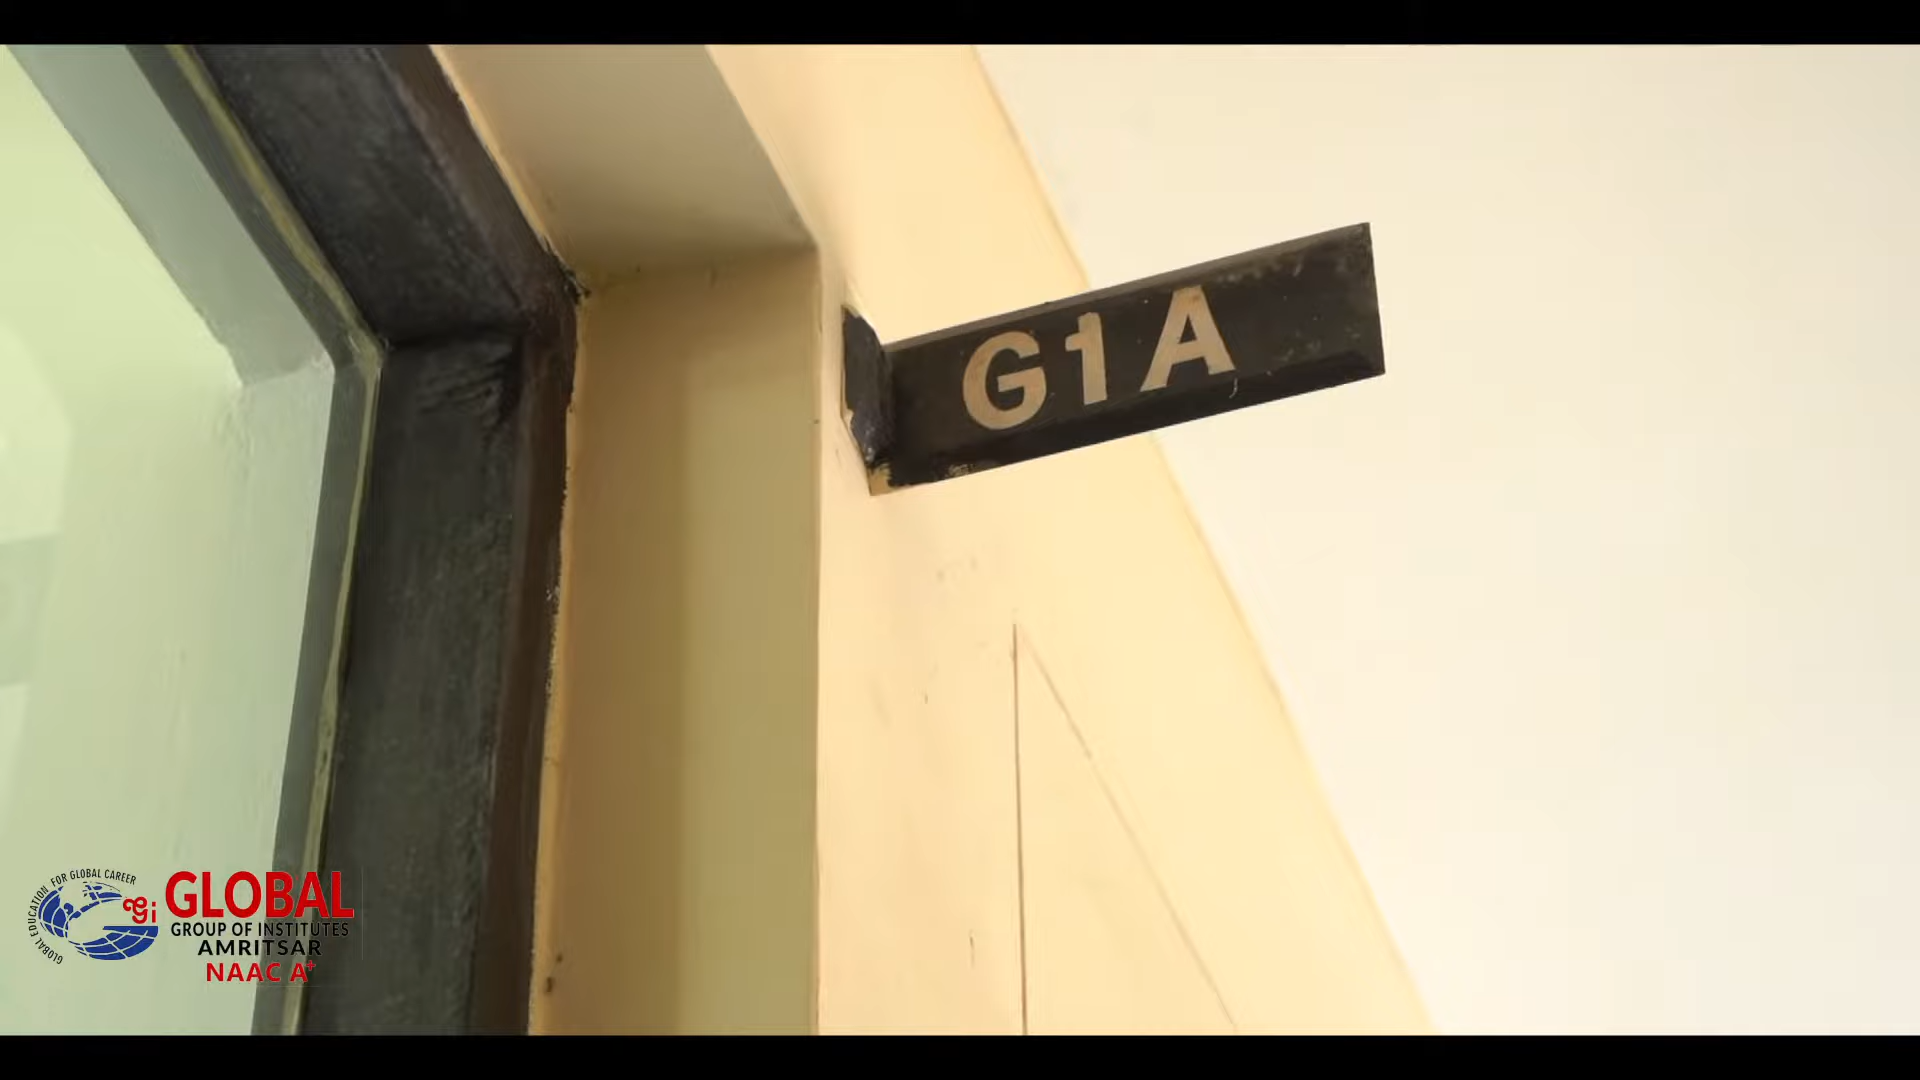 G1A
GLOBAL EDUCATION FOR GLOBAL CAREER
ggi
GLOBAL
GROUP OF INSTITUTES
AMRITSAR
NAAC A+